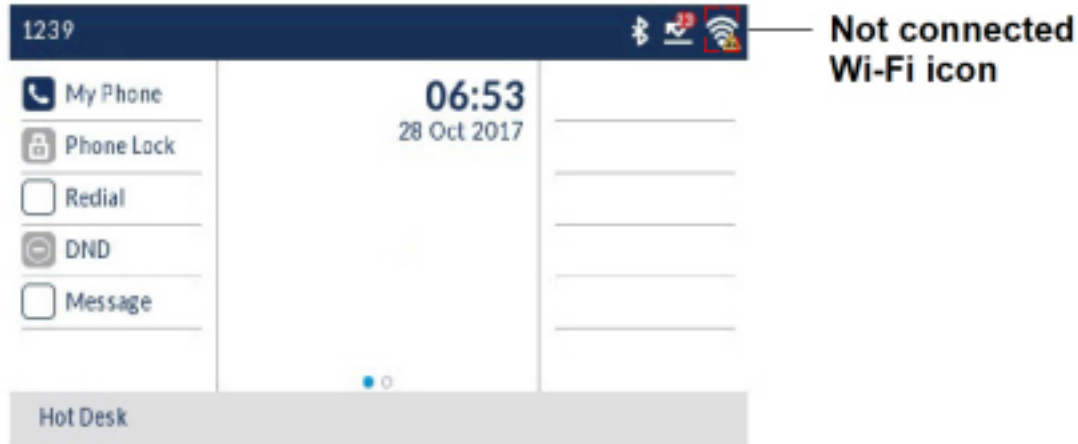 1239
13
Not connected
Wi-Fi icon
My Phone
06:53
28 Oct 2017
Phone Lock
Redial
DND
Message
Hot Desk